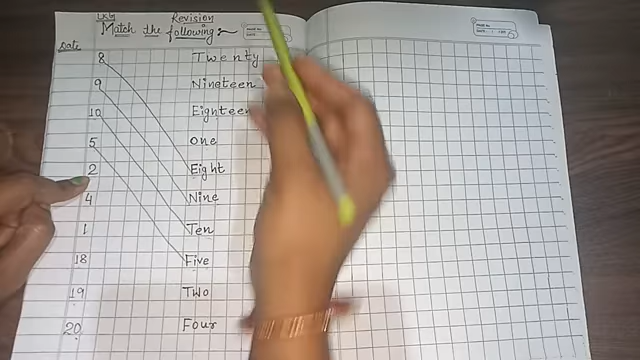 LKG Revision
Match the following :-
Date
8 Twenty
9 Nineteen
10 Eighteen
5 one
2 Eight
4 Nine
1 Ten
18 Five
19 Two
20 Four